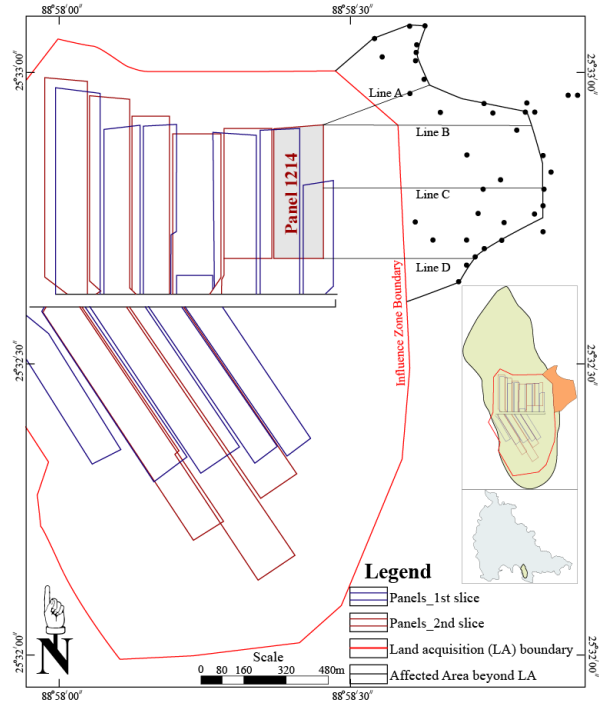 88°58'00" 88°58'30"
25°33'00" 25°33'00"
Line A
Line B
Panel 1214
Line C
Line D
Influence Zone Boundary
25°32'30" 25°32'30"
Legend
Panels_1st slice
Panels_2nd slice
Land acquisition (LA) boundary
Affected Area beyond LA
N
Scale
0 80 160 320 480m
25°32'00" 25°32'00"
88°58'00" 88°58'30"